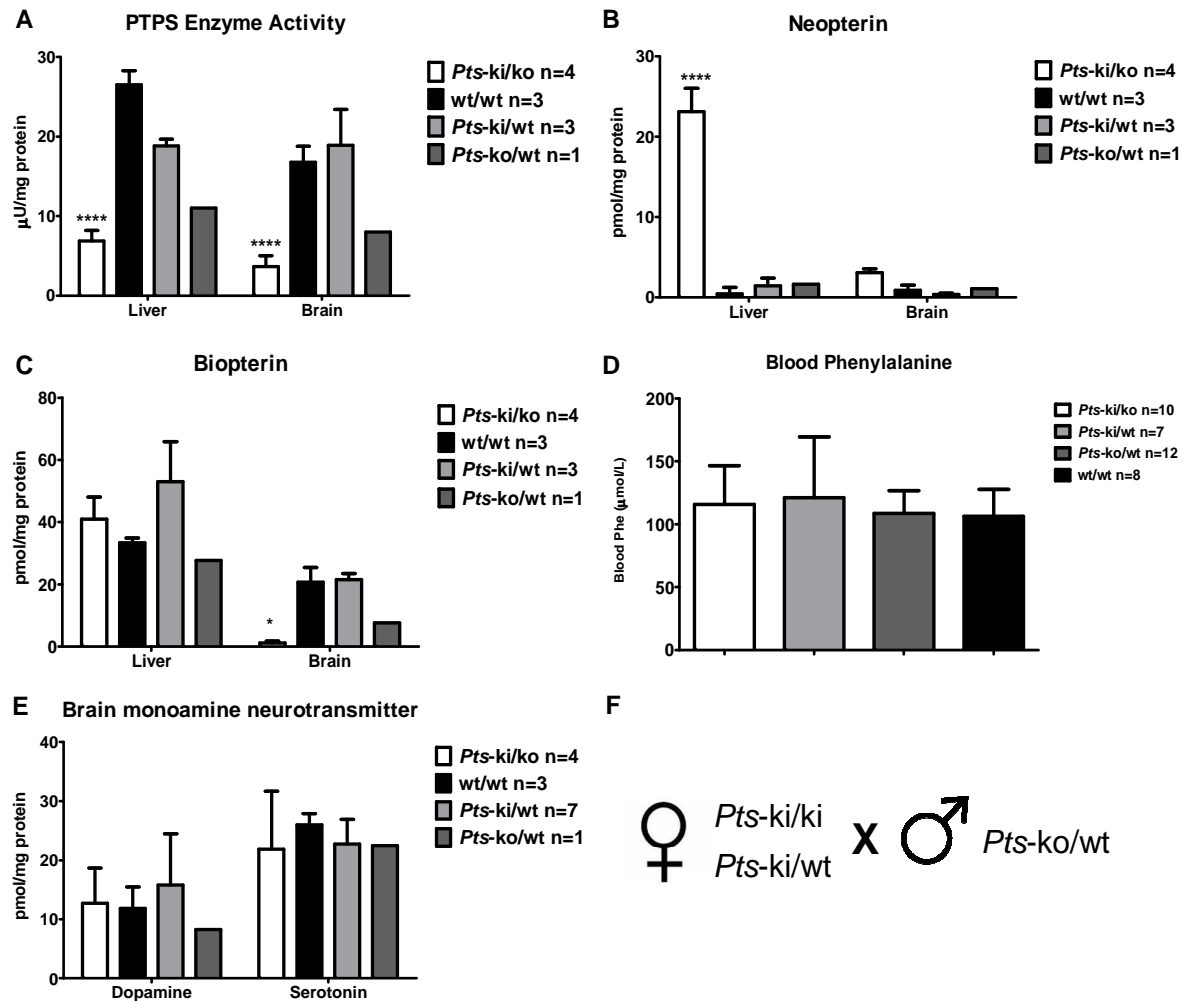 A
PTPS Enzyme Activity
30
20
10
0
μU/mg protein
****
****
Liver
Brain
Pts-ki/ko n=4
wt/wt n=3
Pts-ki/wt n=3
Pts-ko/wt n=1
B
Neopterin
30
20
10
0
pmol/mg protein
****
Liver
Brain
Pts-ki/ko n=4
wt/wt n=3
Pts-ki/wt n=3
Pts-ko/wt n=1
C
Biopterin
80
60
40
20
0
pmol/mg protein
*
Liver
Brain
Pts-ki/ko n=4
wt/wt n=3
Pts-ki/wt n=3
Pts-ko/wt n=1
D
Blood Phenylalanine
200
150
100
50
0
Blood Phe (μmol/L)
Pts-ki/ko n=10
Pts-ki/wt n=7
Pts-ko/wt n=12
wt/wt n=8
E
Brain monoamine neurotransmitter
40
30
20
10
0
pmol/mg protein
Dopamine
Serotonin
Pts-ki/ko n=4
wt/wt n=3
Pts-ki/wt n=7
Pts-ko/wt n=1
F
♀ Pts-ki/ki
Pts-ki/wt
X ♂ Pts-ko/wt